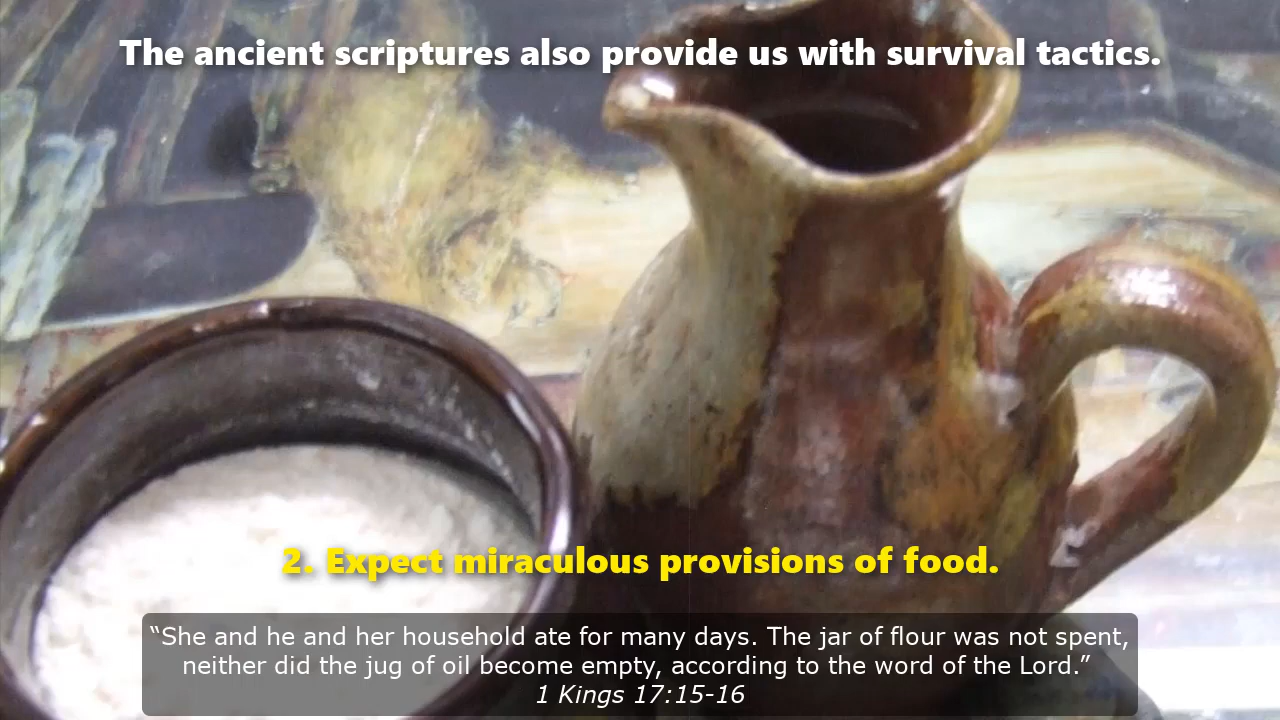 The ancient scriptures also provide us with survival tactics.
2. Expect miraculous provisions of food.
“She and he and her household ate for many days. The jar of flour was not spent,
neither did the jug of oil become empty, according to the word of the Lord.”
1 Kings 17:15-16